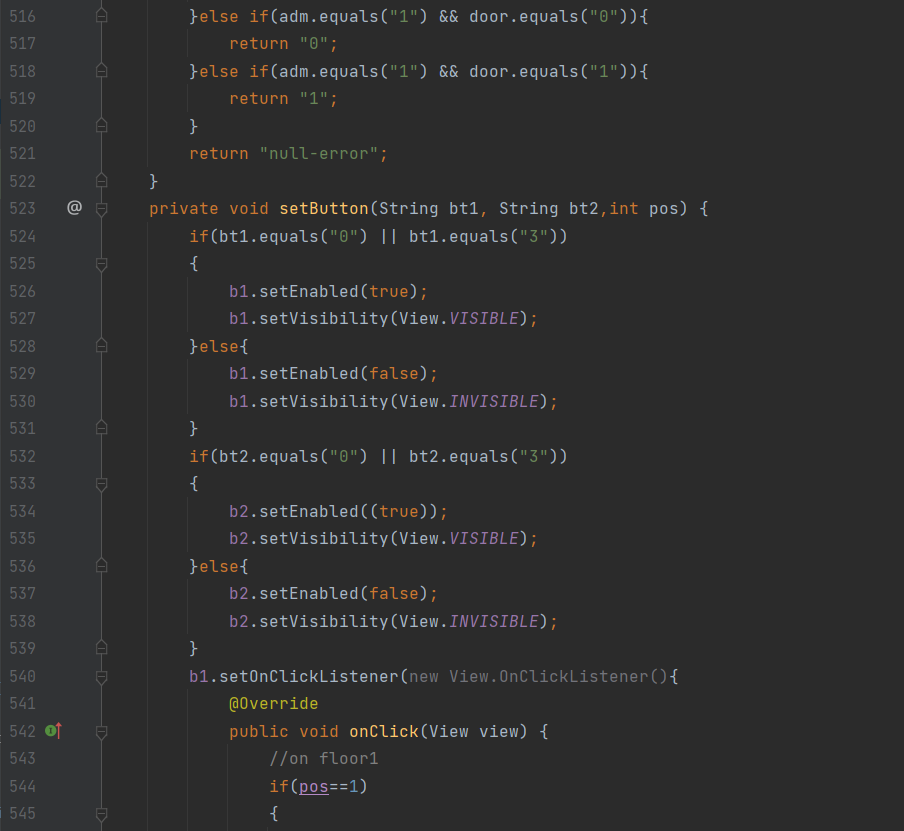 516 }else if(adm.equals("1") && door.equals("0")){
517 return "0";
518 }else if(adm.equals("1") && door.equals("1")){
519 return "1";
520 }
521 return "null-error";
522 }
523 @ private void setButton(String bt1, String bt2,int pos) {
524 if(bt1.equals("0") || bt1.equals("3"))
525 {
526 b1.setEnabled(true);
527 b1.setVisibility(View.VISIBLE);
528 }else{
529 b1.setEnabled(false);
530 b1.setVisibility(View.INVISIBLE);
531 }
532 if(bt2.equals("0") || bt2.equals("3"))
533 {
534 b2.setEnabled((true));
535 b2.setVisibility(View.VISIBLE);
536 }else{
537 b2.setEnabled(false);
538 b2.setVisibility(View.INVISIBLE);
539 }
540 b1.setOnClickListener(new View.OnClickListener(){
541 @Override
542 public void onClick(View view) {
543 //on floor1
544 if(pos==1)
545 {